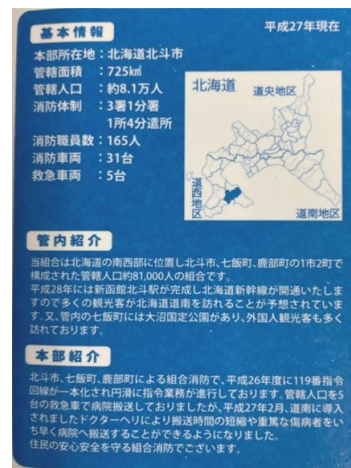 基本情報
平成27年現在
本部所在地：北海道北斗市
管轄面積：725㎢
管轄人口：約8.1万人
消防体制：3署1分署
1所4分遣所
消防職員数：165人
消防車両：31台
救急車両：5台
北海道
道央地区
道西地区
道南地区
管内紹介
当組合は北海道の南西部に位置し北斗市、七飯町、鹿部町の1市2町で
構成された管轄人口約81,000人の組合です。
平成28年には新函館北斗駅が完成し北海道新幹線が開通いたしま
すので多くの観光客が北海道道南を訪れることが予想されていま
す。又、管内の七飯町には大沼国定公園があり、外国人観光客も多く
訪れております。
本部紹介
北斗市、七飯町、鹿部町による組合消防で、平成26年度に119番指令
回線が一本化され円滑に指令業務が進行しております。管轄人口を5
台の救急車で病院搬送しておりましたが、平成27年2月、道南に導入
されましたドクターヘリにより搬送時間の短縮や重篤な傷病者をい
ち早く病院へ搬送することができるようになりました。
住民の安心安全を守る組合消防でございます。